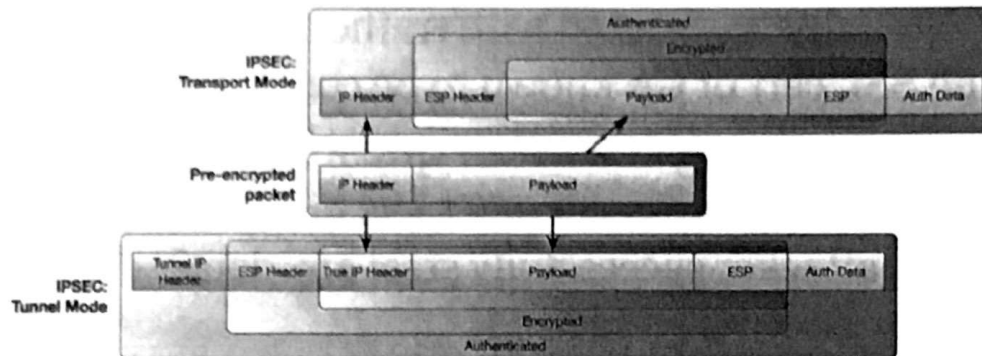 Authenticated
Encrypted
IPSEC:
Transport Mode
IP Header
ESP Header
Payload
ESP
Auth Data
Pre-encrypted
packet
IP Header
Payload
IPSEC:
Tunnel Mode
Tunnel IP
Header
ESP Header
True IP Header
Payload
ESP
Auth Data
Encrypted
Authenticated